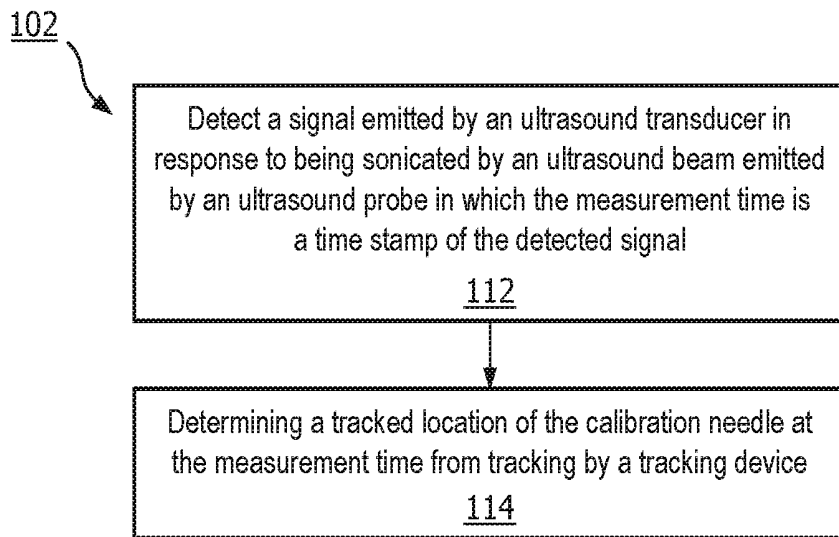 102
Detect a signal emitted by an ultrasound transducer in
response to being sonicated by an ultrasound beam emitted
by an ultrasound probe in which the measurement time is
a time stamp of the detected signal
112
Determining a tracked location of the calibration needle at
the measurement time from tracking by a tracking device
114